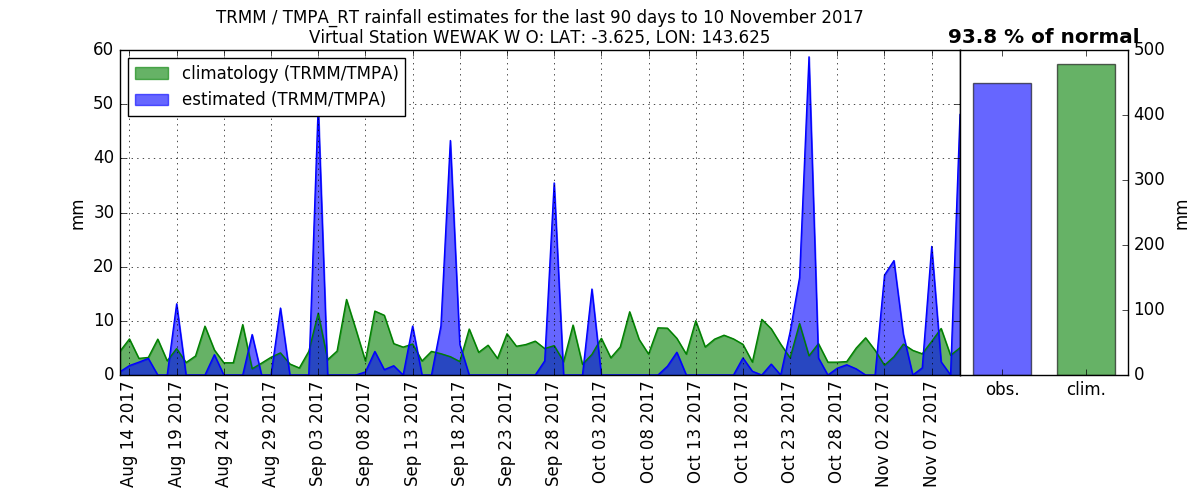 TRMM / TMPA_RT rainfall estimates for the last 90 days to 10 November 2017
Virtual Station WEWAK W O: LAT: -3.625, LON: 143.625
93.8 % of normal
climatology (TRMM/TMPA)
estimated (TRMM/TMPA)
60
50
40
30
20
10
0
mm
Aug 14 2017
Aug 19 2017
Aug 24 2017
Aug 29 2017
Sep 03 2017
Sep 08 2017
Sep 13 2017
Sep 18 2017
Sep 23 2017
Sep 28 2017
Oct 03 2017
Oct 08 2017
Oct 13 2017
Oct 18 2017
Oct 23 2017
Oct 28 2017
Nov 02 2017
Nov 07 2017
obs.
clim.
500
400
300
200
100
0
mm